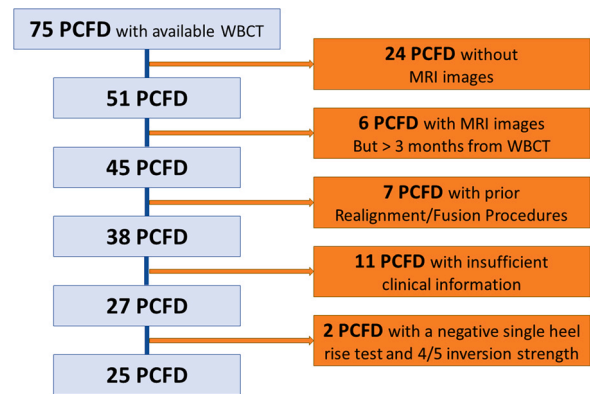 75 PCFD with available WBCT
24 PCFD without
MRI images
51 PCFD
6 PCFD with MRI images
But > 3 months from WBCT
45 PCFD
7 PCFD with prior
Realignment/Fusion Procedures
38 PCFD
11 PCFD with insufficient
clinical information
27 PCFD
2 PCFD with a negative single heel
rise test and 4/5 inversion strength
25 PCFD